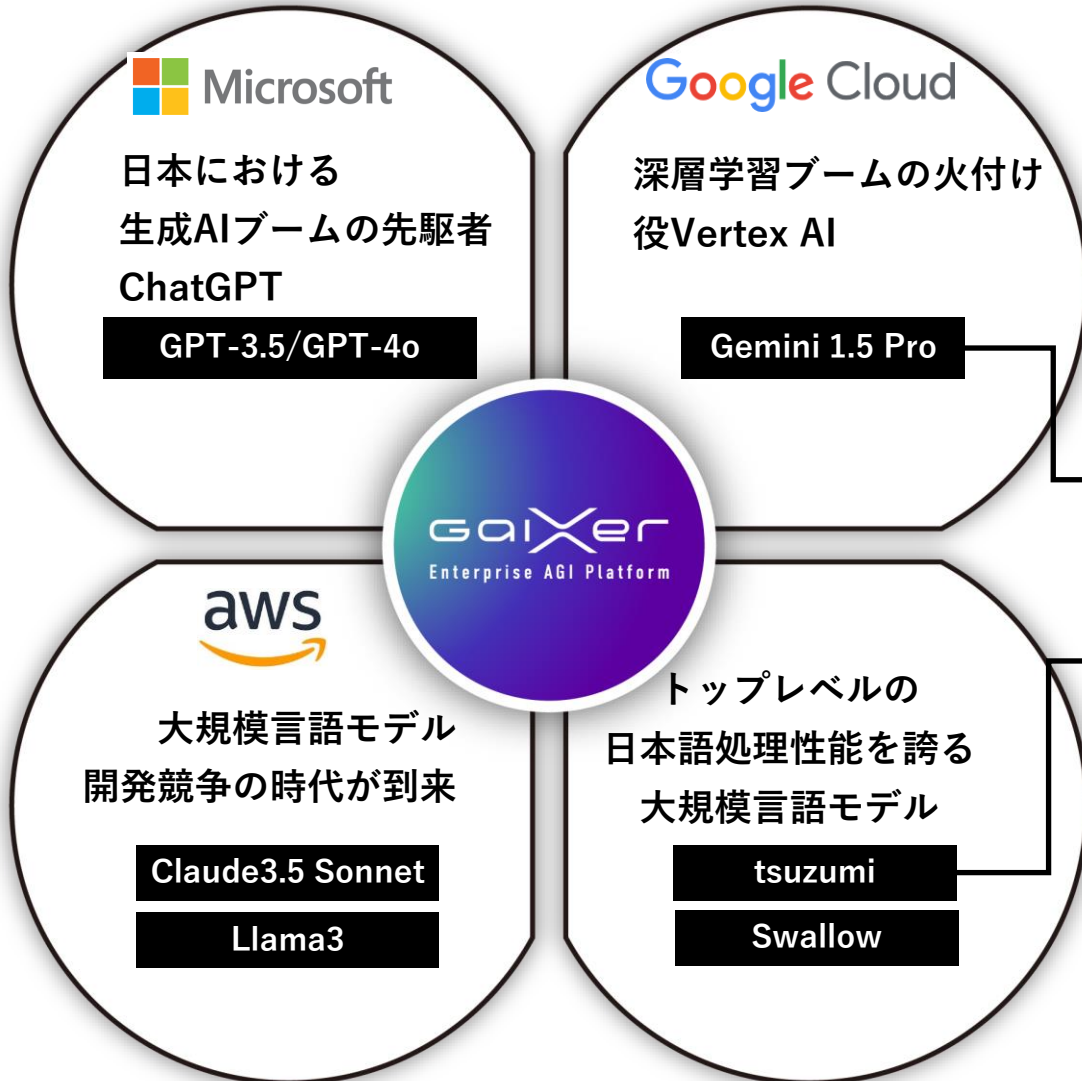 Microsoft
日本における
生成AIブームの先駆者
ChatGPT
GPT-3.5/GPT-4o
Google Cloud
深層学習ブームの火付け
役Vertex AI
Gemini 1.5 Pro
Gaixer
Enterprise AGI Platform
aws
大規模言語モデル
開発競争の時代が到来
Claude3.5 Sonnet
Llama3
トップレベルの
日本語処理性能を誇る
大規模言語モデル
tsuzumi
Swallow